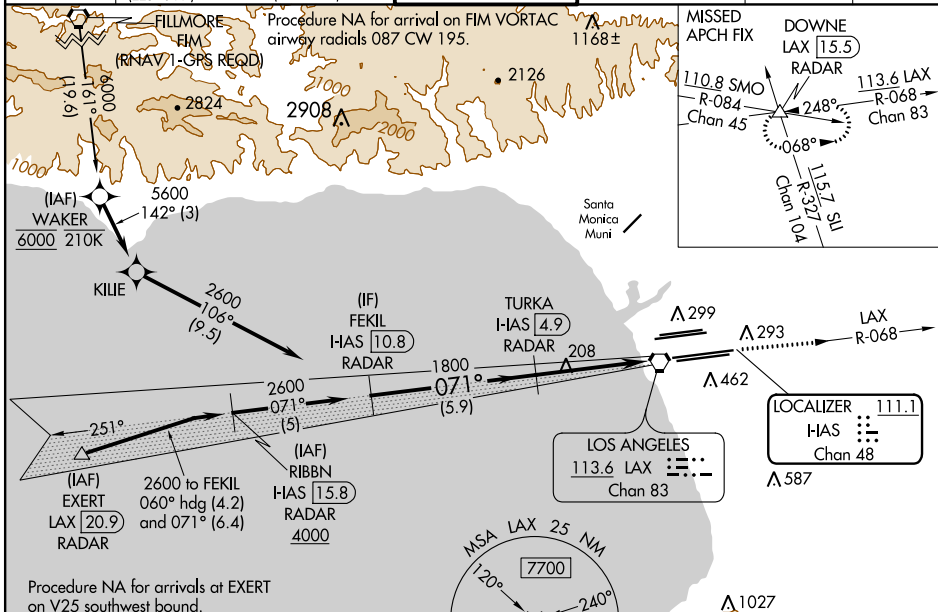 FILLMORE
FIM
(RNAV 1-GPS REQD)
Procedure NA for arrival on FIM VORTAC
airway radials 087 CW 195.
1168±
6000
161°
(19.9)
2824
2908
2126
1000
2000
1000
1000
MISSED
APCH FIX
DOWNE
LAX 15.5
RADAR
110.8 SMO
R-084
Chan 45
113.6 LAX
R-068
Chan 83
248°
068°
115.7 SLI
R-327
Chan 104
(IAF)
WAKER
6000 210K
5600
142° (3)
KILIE
2600
106°
(9.5)
Santa
Monica
Muni
(IF)
FEKIL
I-IAS 10.8
RADAR
TURKA
I-IAS 4.9
RADAR
299
293
LAX
R-068
208
462
2600
071°
(5)
1800
071°
(5.9)
251°
(IAF)
EXERT
LAX 20.9
RADAR
2600 to FEKIL
060° hdg (4.2)
and 071° (6.4)
(IAF)
RIBBN
I-IAS 15.8
RADAR
4000
LOS ANGELES
113.6 LAX
Chan 83
LOCALIZER 111.1
I-IAS
Chan 48
587
MSA LAX 25 NM
7700
120°
240°
Procedure NA for arrivals at EXERT
on V25 southwest bound.
1027